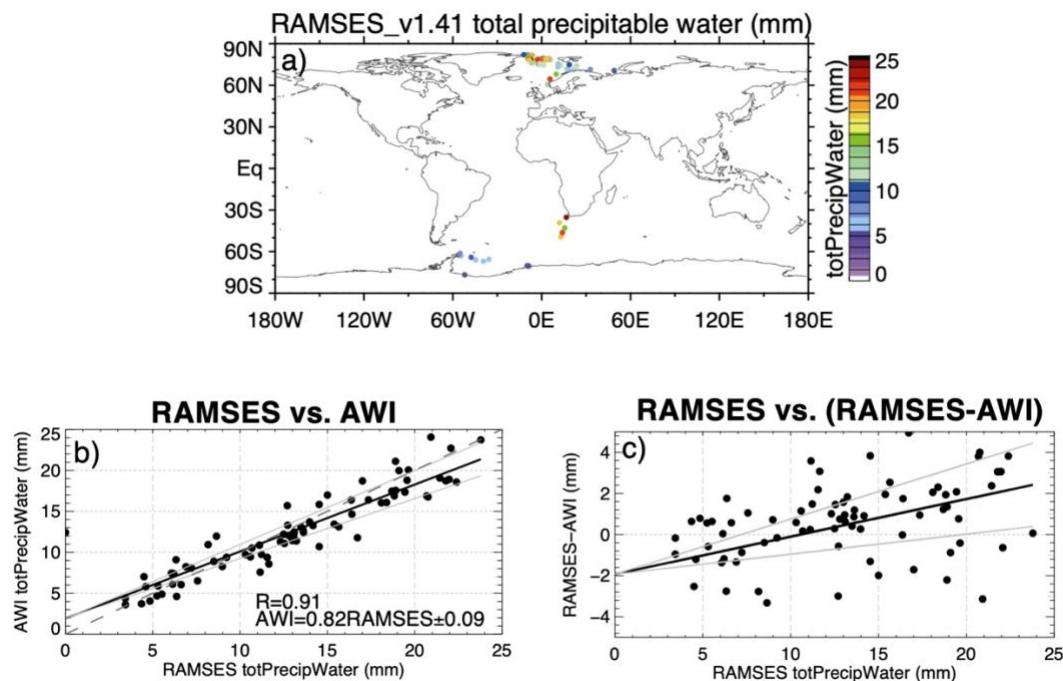 RAMSES_v1.41 total precipitable water (mm)
a)
90N
60N
30N
Eq
30S
60S
90S
180W 120W 60W 0E 60E 120E 180E
25
20
15
10
5
0
totPrecipWater (mm)
RAMSES vs. AWI
b)
25
20
15
10
5
0
AWI totPrecipWater (mm)
R=0.91
AWI=0.82RAMSES±0.09
0 5 10 15 20 25
RAMSES totPrecipWater (mm)
RAMSES vs. (RAMSES-AWI)
c)
4
2
0
−2
−4
RAMSES−AWI (mm)
0 5 10 15 20 25
RAMSES totPrecipWater (mm)